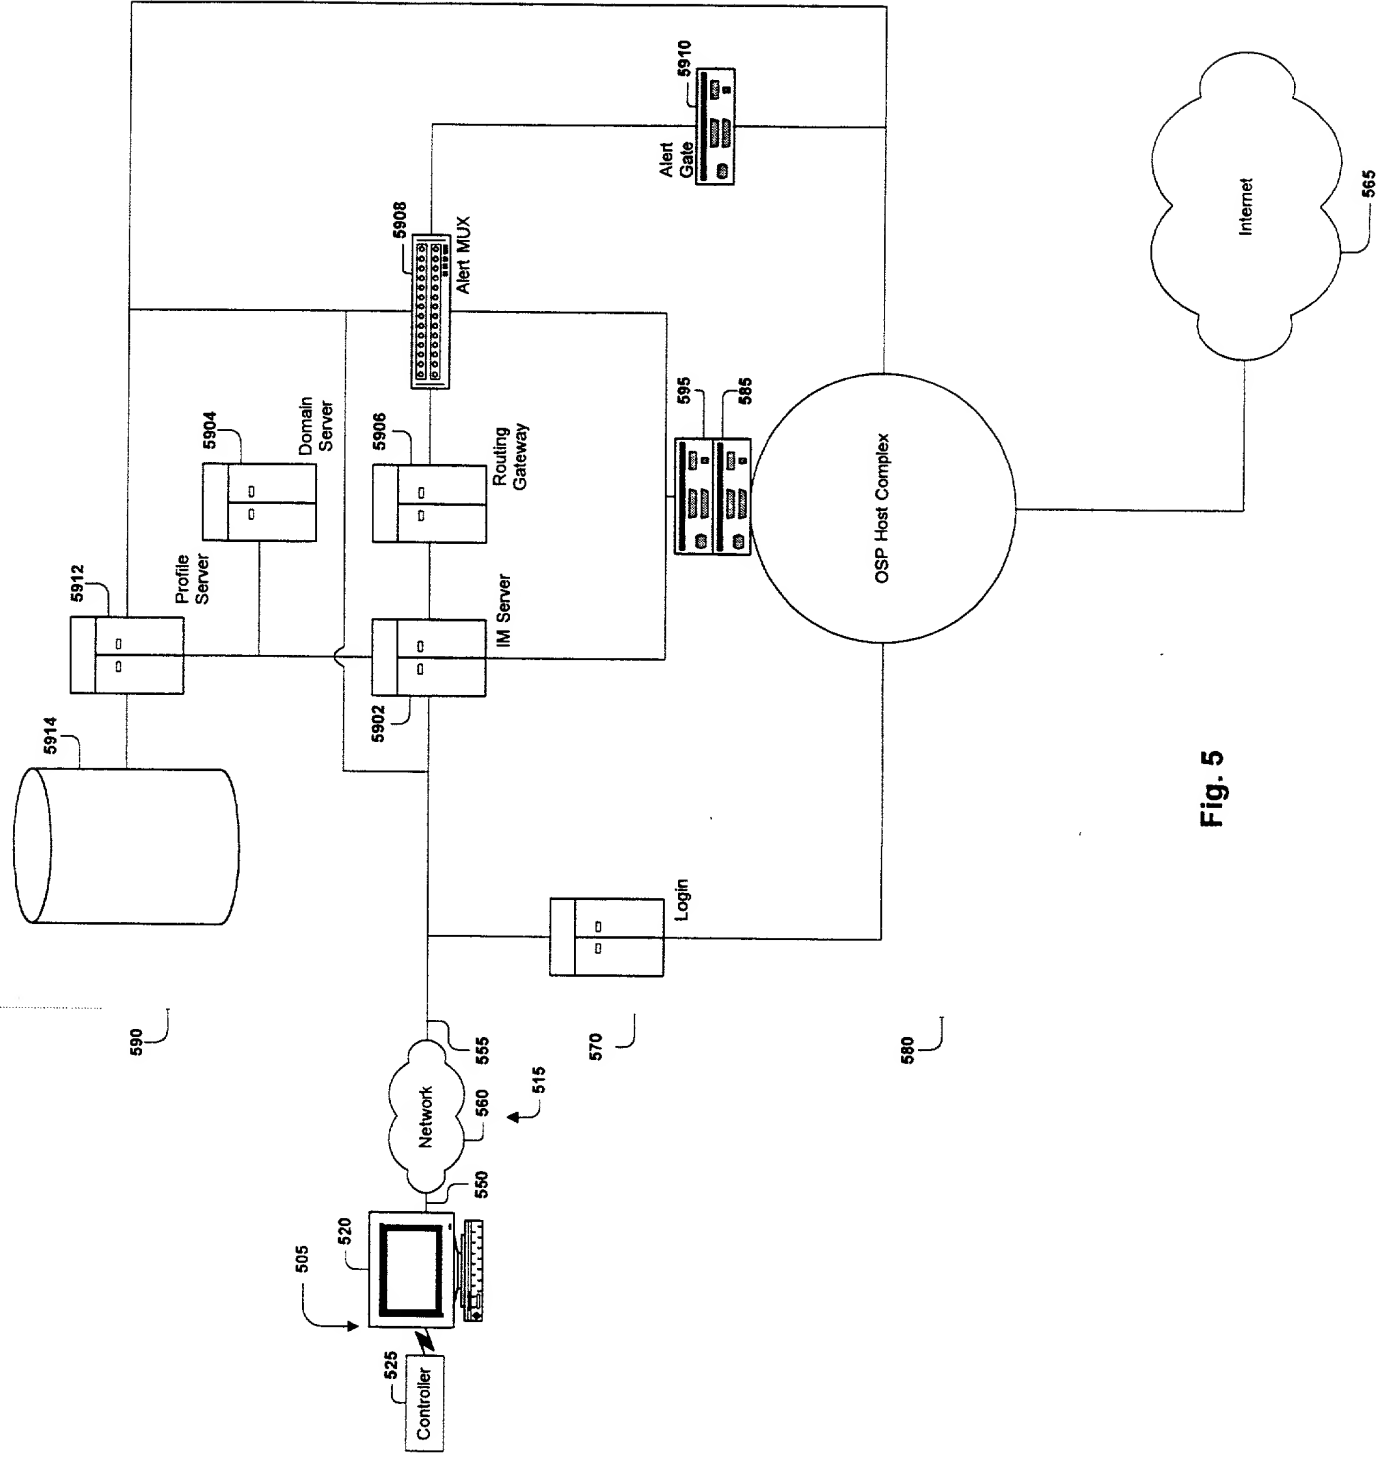 590
5914
5912
Profile
Server
5904
Domain
Server
505
520
525
Controller
550
Network
560
555
515
5902
IM Server
5906
Routing
Gateway
5908
Alert MUX
570
Login
595
585
Alert
Gate
5910
580
OSP Host Complex
Internet
565
Fig. 5